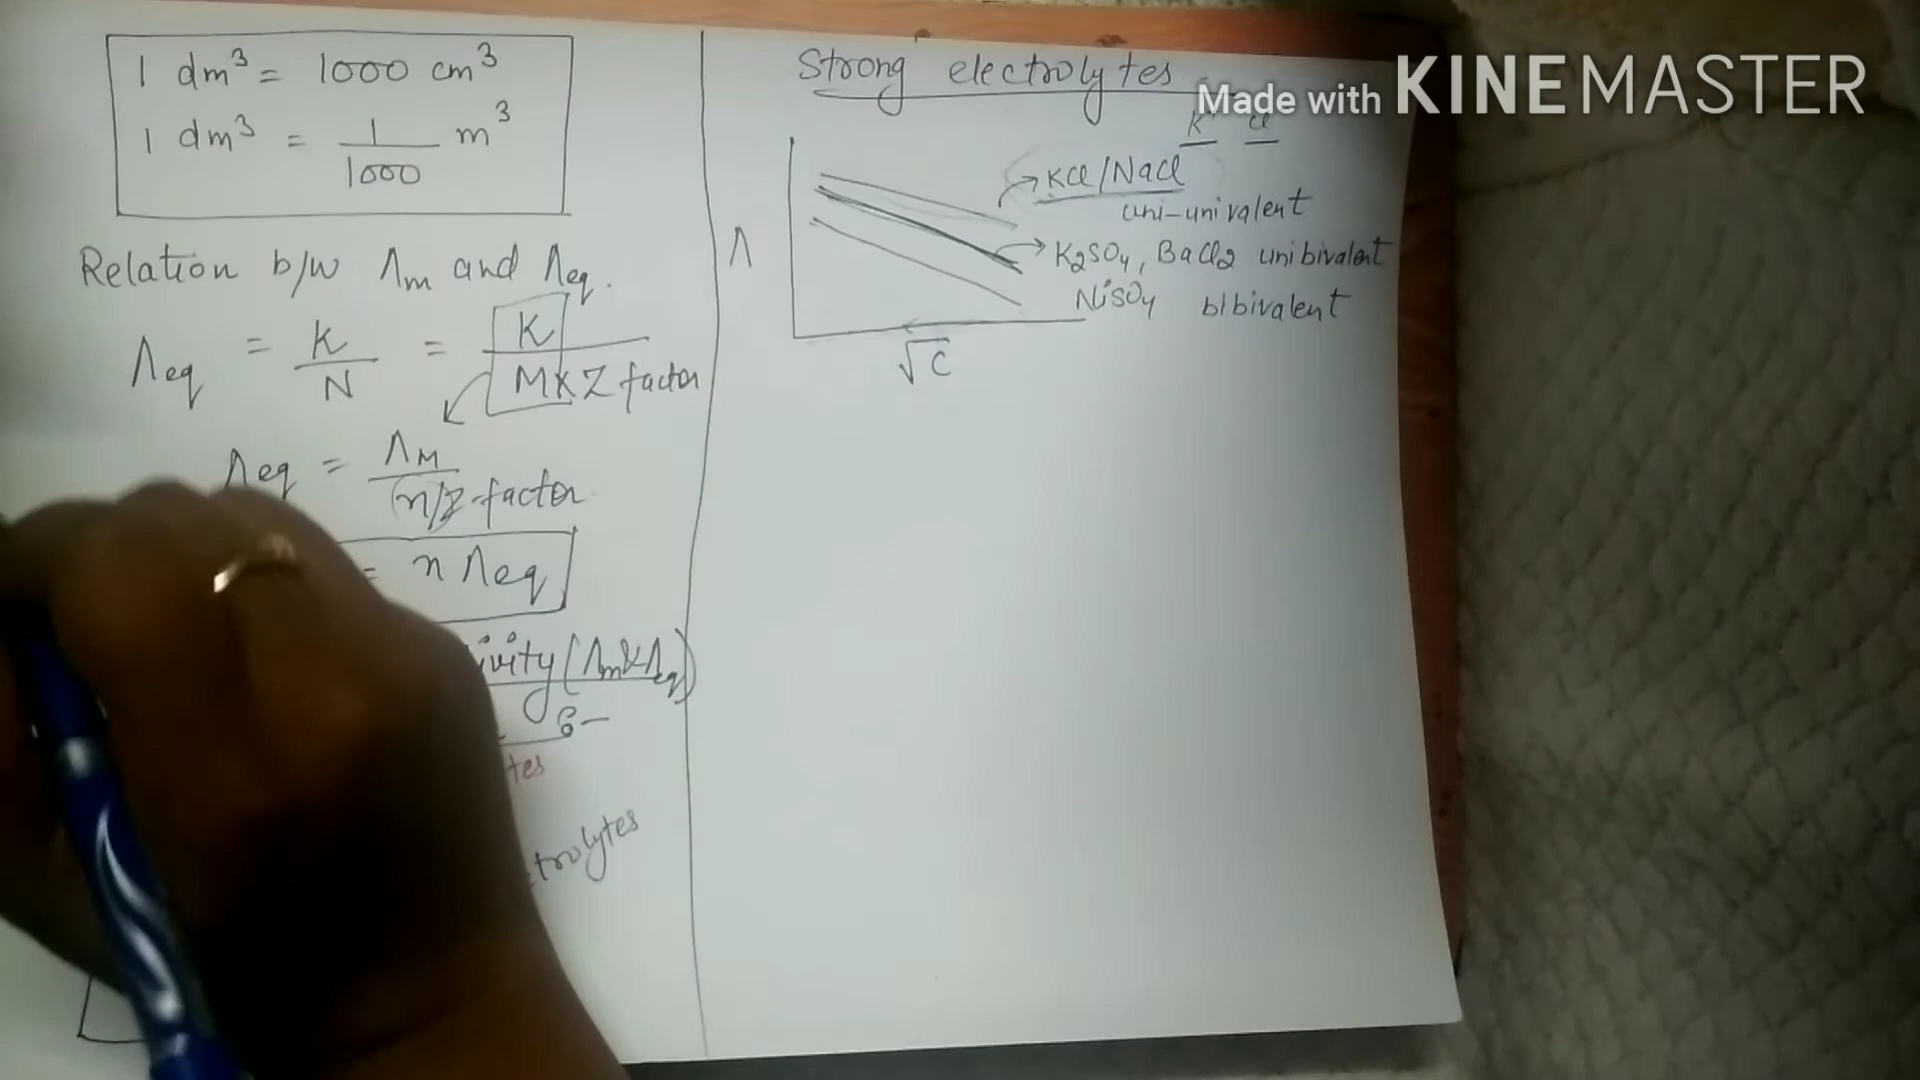 1 dm³ = 1000 cm³
1 dm³ = 1/1000 m³
Relation b/w Λm and Λeq.
Λeq = K/N = K/M×Z factor
Λeq = ΛM/(n/z-factor
= n Λeq
ivity (Λm & Λeq)
tes
trolytes
Strong electrolytes
Made with KINEMASTER
K⁺ Cl
KCl/NaCl
uni-univalent
K₂SO₄, BaCl₂ unibivalent
NiSO₄ bibivalent
Λ
√C